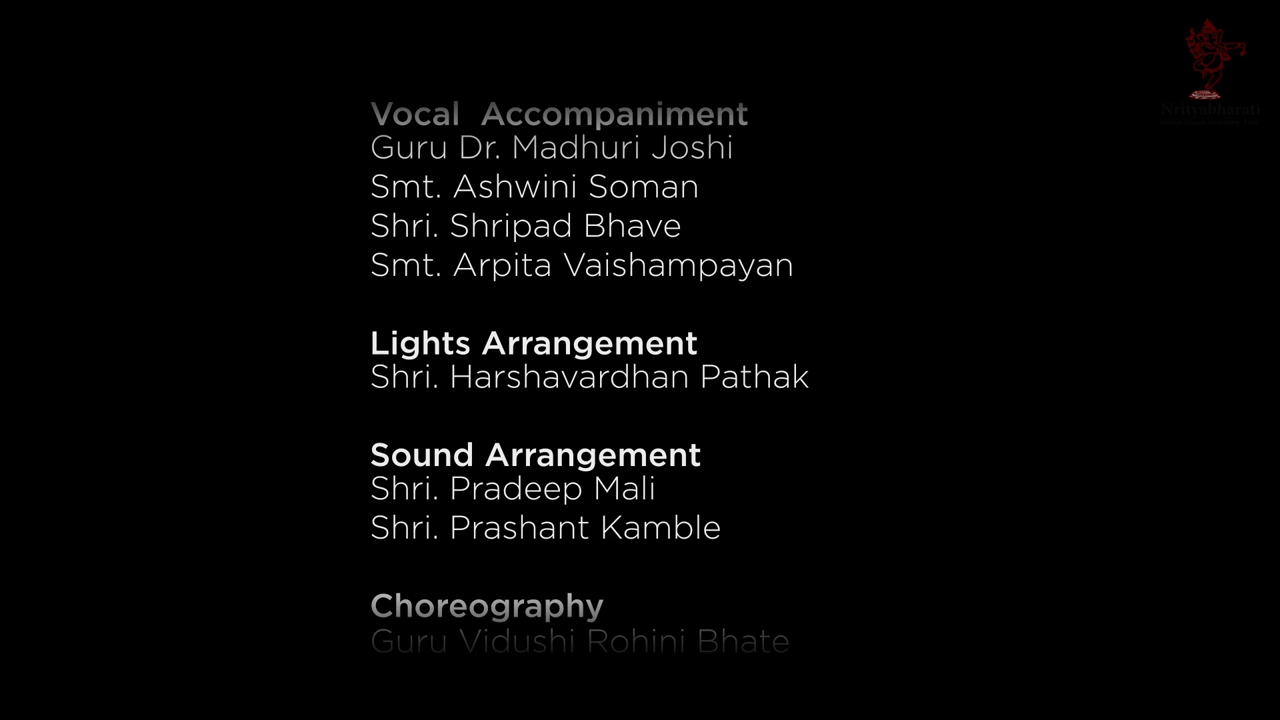 Nrityabharati
Vocal  Accompaniment
Guru Dr. Madhuri Joshi
Smt. Ashwini Soman
Shri. Shripad Bhave
Smt. Arpita Vaishampayan
Lights Arrangement
Shri. Harshavardhan Pathak
Sound Arrangement
Shri. Pradeep Mali
Shri. Prashant Kamble
Choreography
Guru Vidushi Rohini Bhate